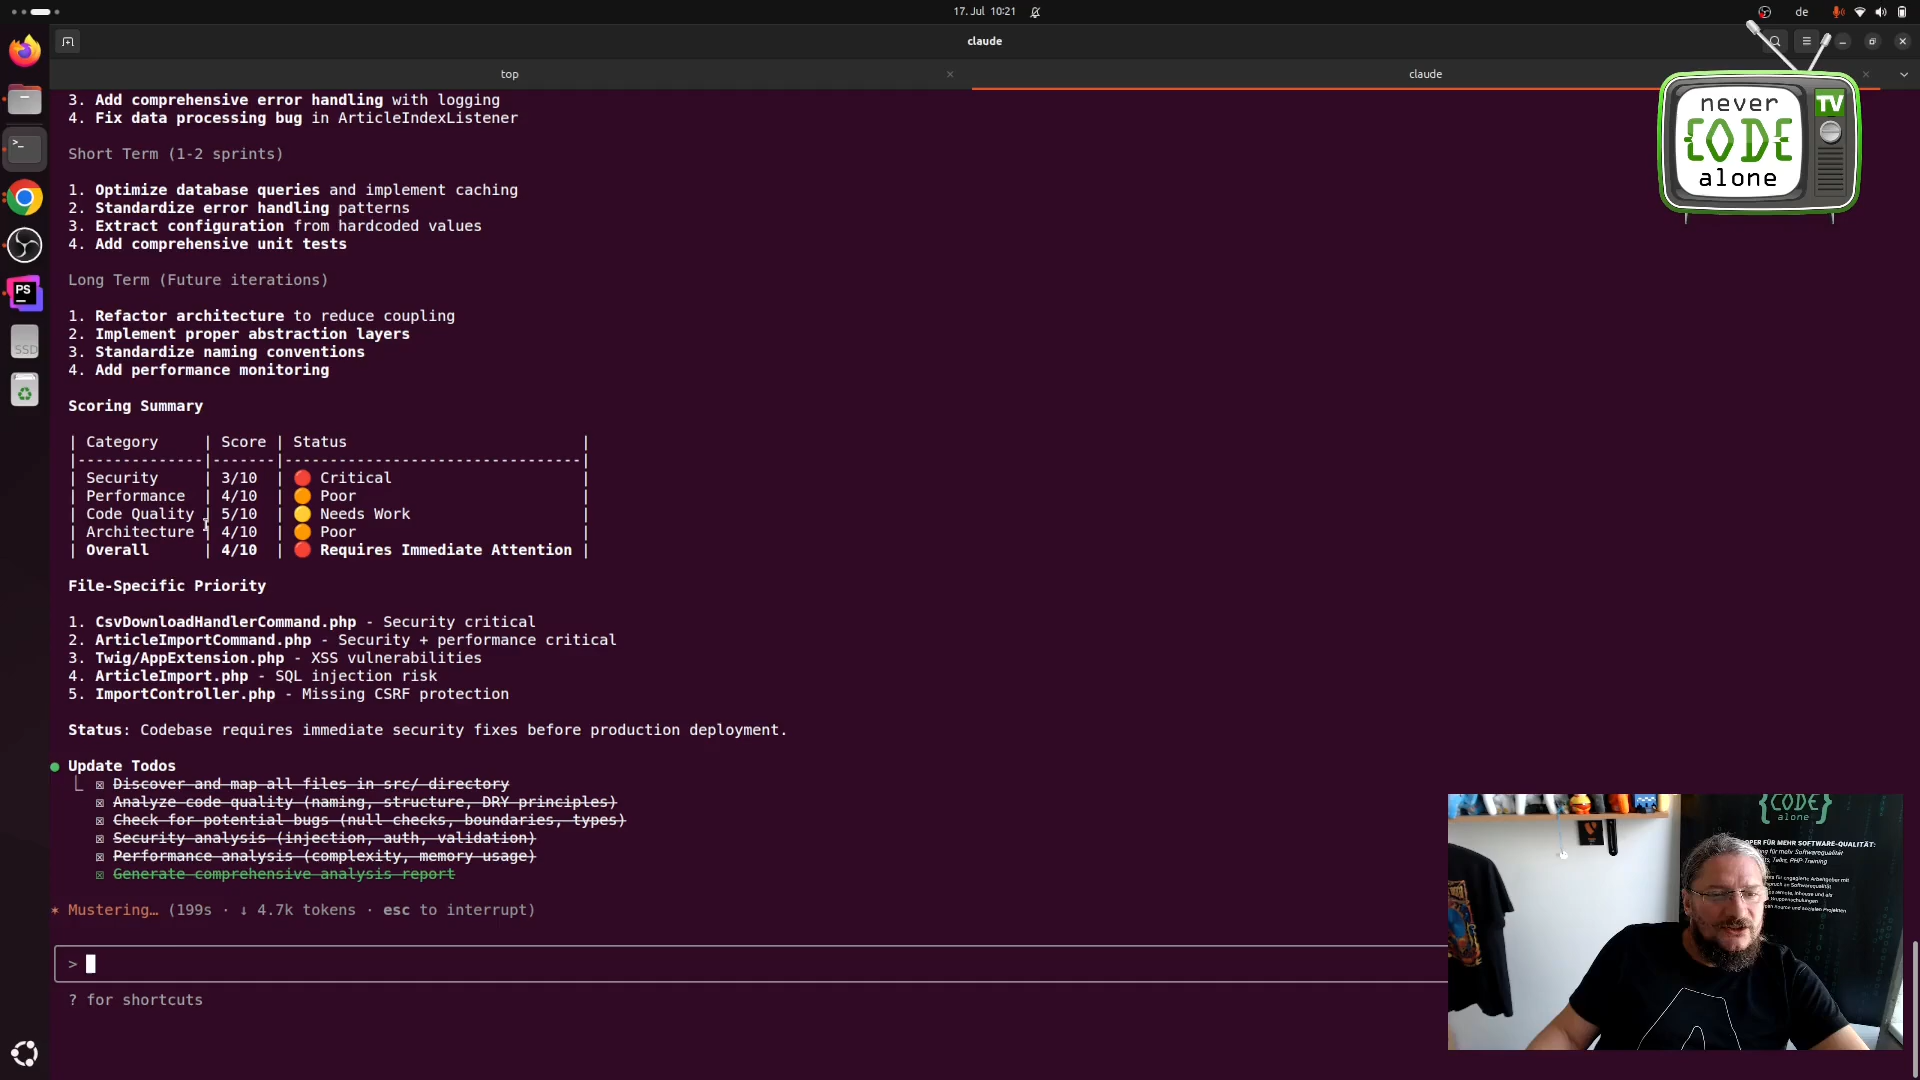 17. Jul 10:21
de
claude
top
claude
never
CODE
alone
TV
3. Add comprehensive error handling with logging
4. Fix data processing bug in ArticleIndexListener
Short Term (1-2 sprints)
1. Optimize database queries and implement caching
2. Standardize error handling patterns
3. Extract configuration from hardcoded values
4. Add comprehensive unit tests
Long Term (Future iterations)
1. Refactor architecture to reduce coupling
2. Implement proper abstraction layers
3. Standardize naming conventions
4. Add performance monitoring
Scoring Summary
| Category | Score | Status |
|--------------|-------|---------------------------------|
| Security | 3/10 | 🔴 Critical |
| Performance | 4/10 | 🟠 Poor |
| Code Quality | 5/10 | 🟡 Needs Work |
| Architecture | 4/10 | 🟠 Poor |
| Overall | 4/10 | 🔴 Requires Immediate Attention |
File-Specific Priority
1. CsvDownloadHandlerCommand.php - Security critical
2. ArticleImportCommand.php - Security + performance critical
3. Twig/AppExtension.php - XSS vulnerabilities
4. ArticleImport.php - SQL injection risk
5. ImportController.php - Missing CSRF protection
Status: Codebase requires immediate security fixes before production deployment.
● Update Todos
☒ Discover and map all files in src/ directory
☒ Analyze code quality (naming, structure, DRY principles)
☒ Check for potential bugs (null checks, boundaries, types)
☒ Security analysis (injection, auth, validation)
☒ Performance analysis (complexity, memory usage)
☒ Generate comprehensive analysis report
✶ Mustering… (199s · ↓ 4.7k tokens · esc to interrupt)
>
? for shortcuts
PS
SSD
{CODE}
alone
FÜR MEHR SOFTWARE-QUALITÄT:
Talks, PHP-Training